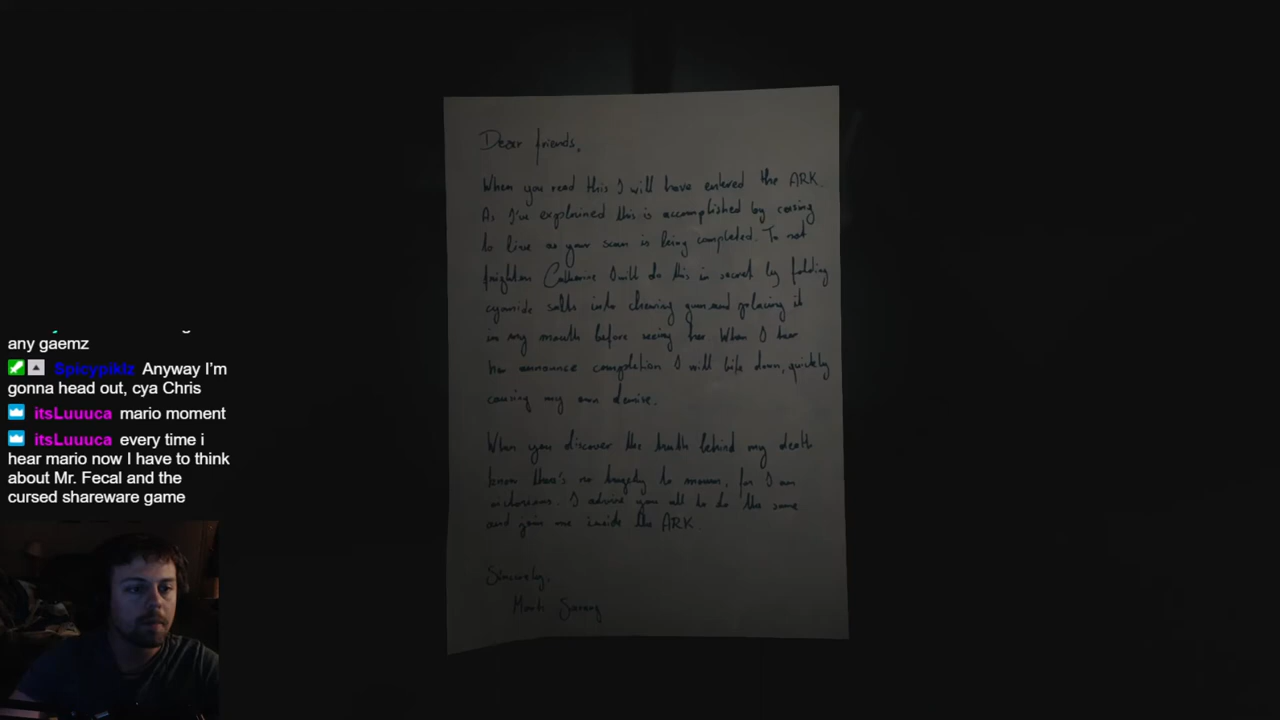 any gaemz
Spicypiklz Anyway I'm
gonna head out, cya Chris
itsLuuuca mario moment
itsLuuuca every time i
hear mario now I have to think
about Mr. Fecal and the
cursed shareware game
Dear friends,
When you read this I will have entered the ARK.
As I've explained this is accomplished by ceasing
to live as your scan is being completed. To not
frighten Catherine I will do this in secret by folding
cyanide salts into chewing gum and placing it
in my mouth before seeing her. When I hear
her announce completion I will bite down, quickly
causing my own demise.
When you discover the truth behind my death
know there's no tragedy to mourn, for I am
victorious. I advise you all to do the same
and join me inside the ARK.
Sincerely,
Mark Sarang